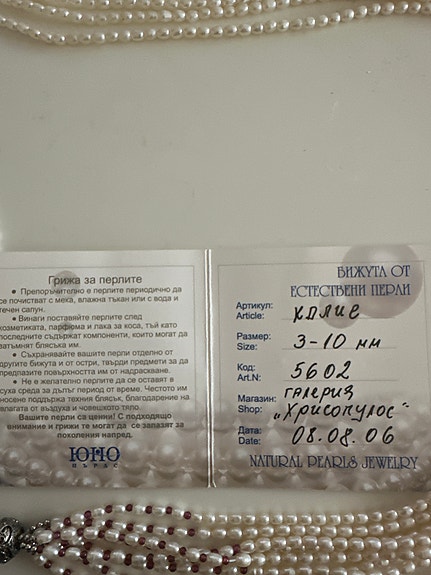 Грижа за перлите
● Препоръчително е перлите периодично да
се почистват с мека, влажна тъкан или с вода и
течен сапун.
●Винаги поставяйте перлите след
козметиката, парфюма и лака за коса, тъй като
последните съдържат компоненти, които могат да
затъмнят блясъка им.
● Съхранявайте вашите перли отделно от
другите бижута и от остри, твърди предмети за да
предпазите повърхността им от надраскване.
● Не е желателно перлите да се оставят в
суха среда за дълъг период от време. Честото им
носене поддържа техния блясък, благодарение на
влагата от въздуха и човешкото тяло.
Вашите перли са ценни! С подходящо
внимание и грижи те могат да се запазят за
поколения напред.
ЮНО
ПЪРЛС
БИЖУТА ОТ
ЕСТЕСТВЕНИ ПЕРЛИ
Артикул:
Article: колие
Размер:
Size: 3-10 мм
Код:
Art.N: 5602
Магазин: галерия
Shop: "Хрисопулос"
Дата:
Date: 08.08.06
NATURAL PEARLS JEWELRY